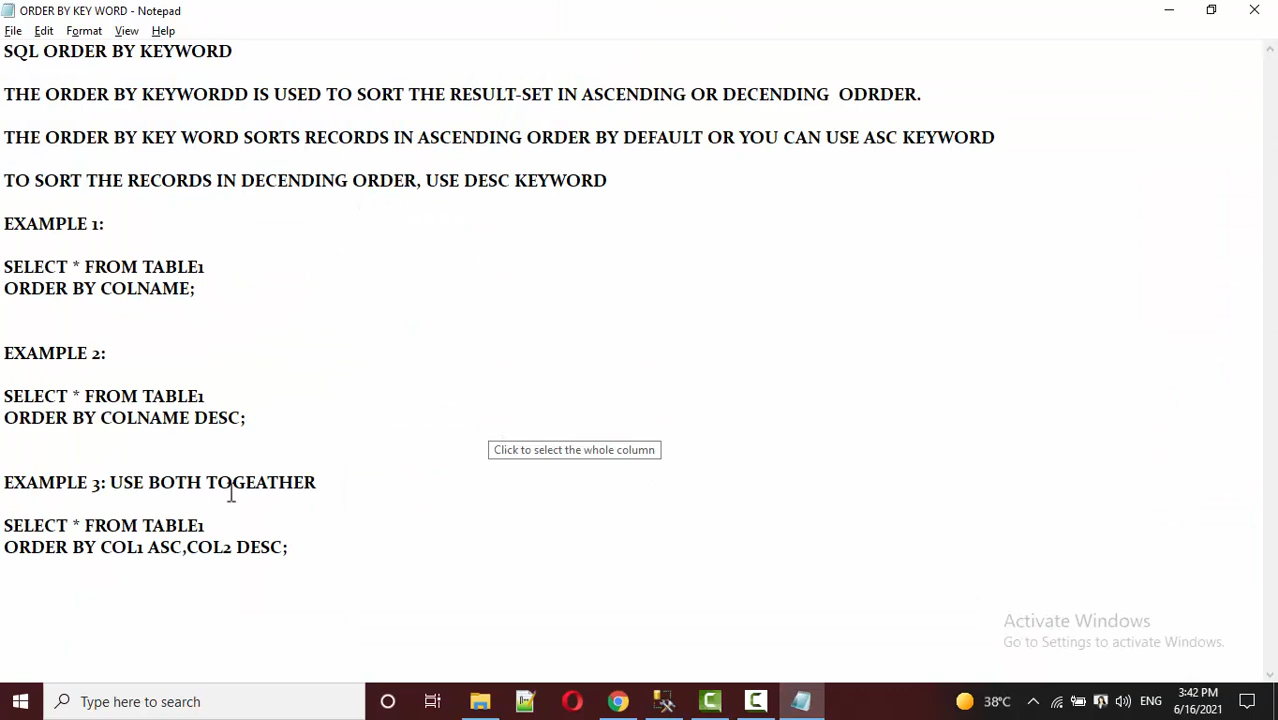 ORDER BY KEY WORD - Notepad
File Edit Format View Help
SQL ORDER BY KEYWORD
THE ORDER BY KEYWORDD IS USED TO SORT THE RESULT-SET IN ASCENDING OR DECENDING  ODRDER.
THE ORDER BY KEY WORD SORTS RECORDS IN ASCENDING ORDER BY DEFAULT OR YOU CAN USE ASC KEYWORD
TO SORT THE RECORDS IN DECENDING ORDER, USE DESC KEYWORD
EXAMPLE 1:
SELECT * FROM TABLE1
ORDER BY COLNAME;
EXAMPLE 2:
SELECT * FROM TABLE1
ORDER BY COLNAME DESC;
Click to select the whole column
EXAMPLE 3: USE BOTH TOGEATHER
SELECT * FROM TABLE1
ORDER BY COL1 ASC,COL2 DESC;
Activate Windows
Go to Settings to activate Windows.
Type here to search
38°C
ENG
3:42 PM
6/16/2021